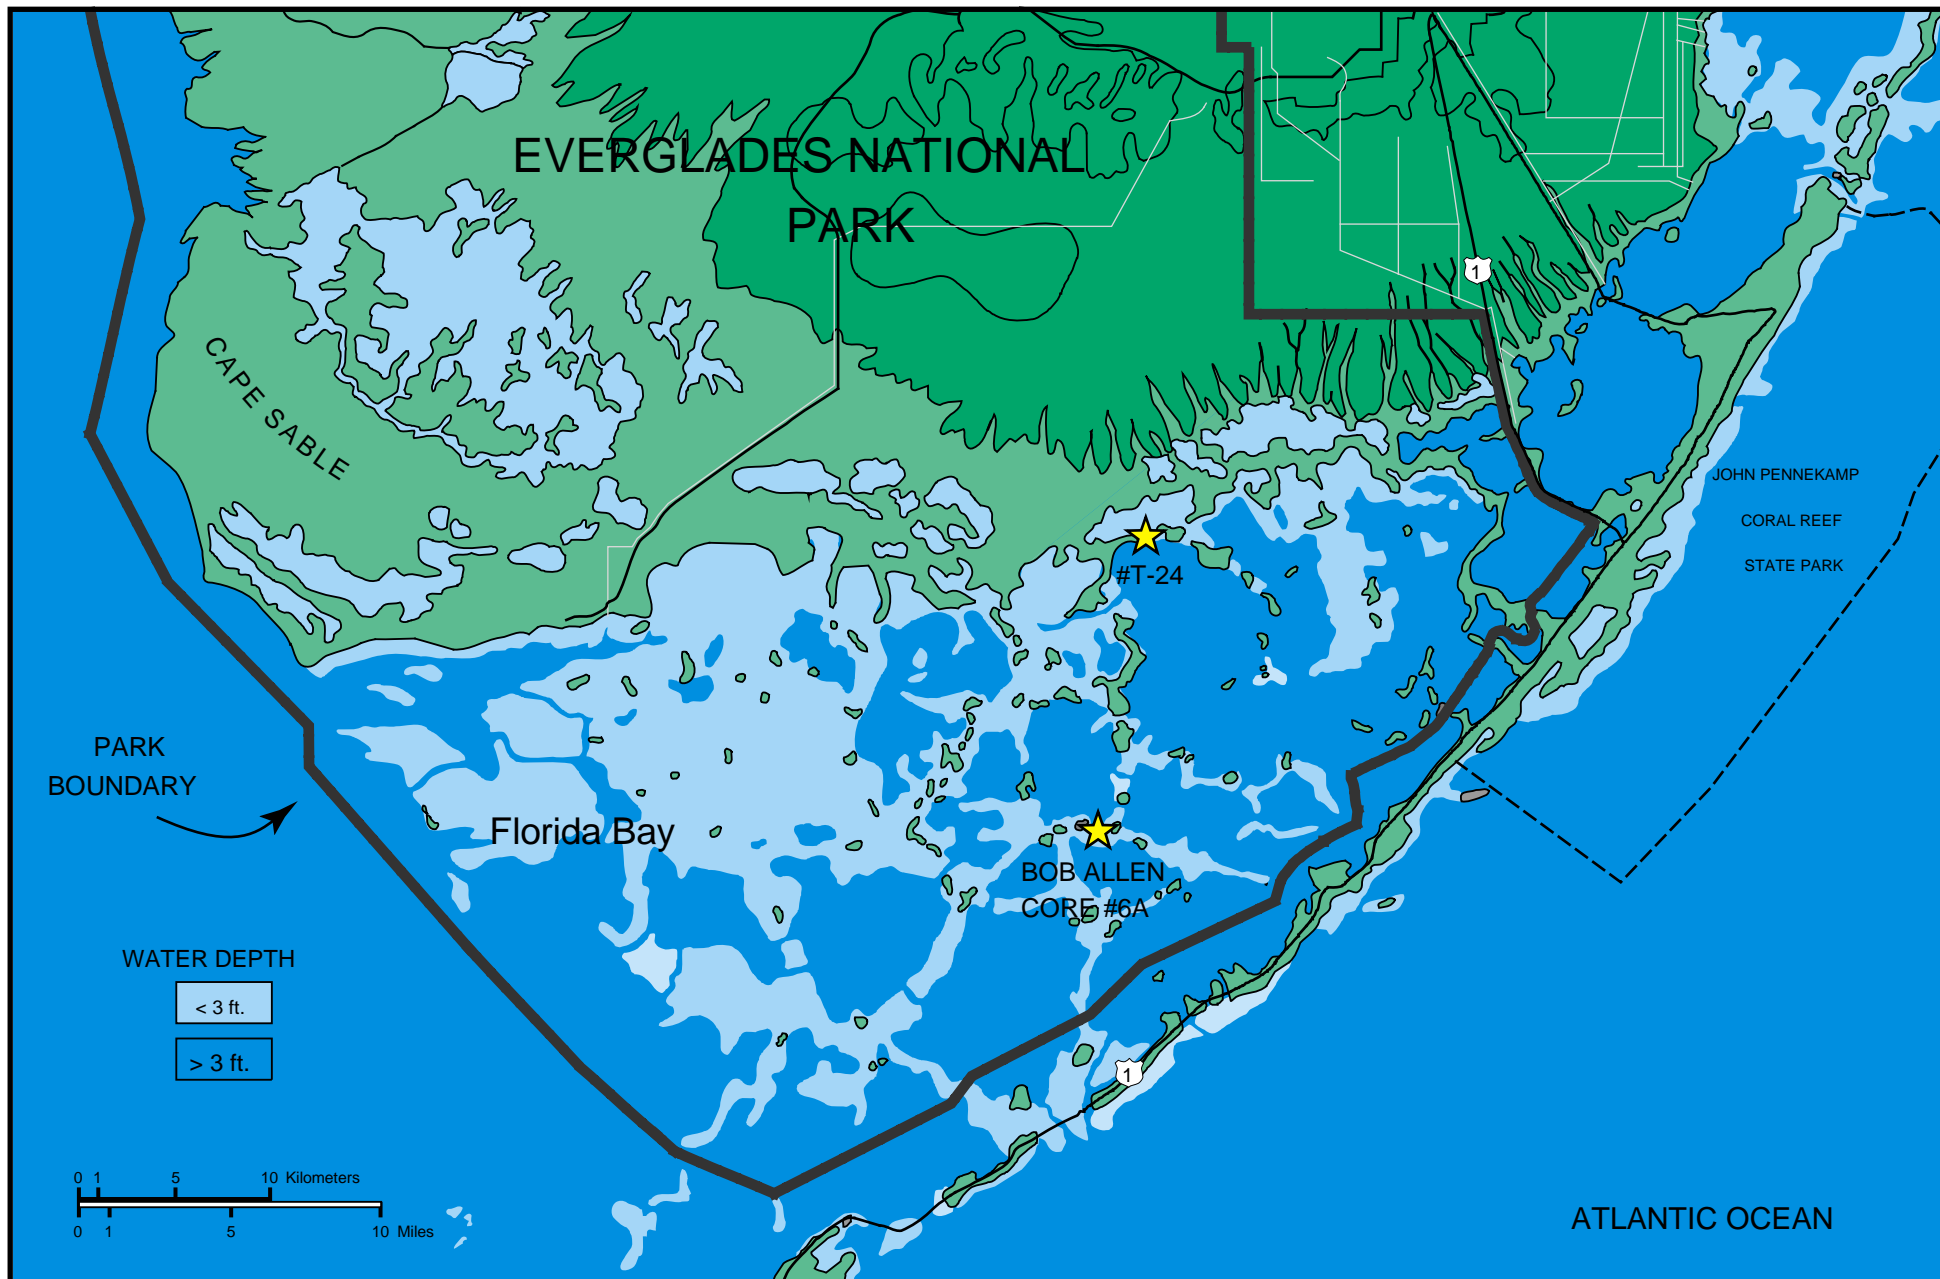 EVERGLADES NATIONAL
PARK
1
CAPE SABLE
JOHN PENNEKAMP
CORAL REEF
STATE PARK
#T-24
PARK
BOUNDARY
Florida Bay
BOB ALLEN
CORE #6A
WATER DEPTH
< 3 ft.
> 3 ft.
1
0 1 5 10 Kilometers
0 1 5 10 Miles
ATLANTIC OCEAN